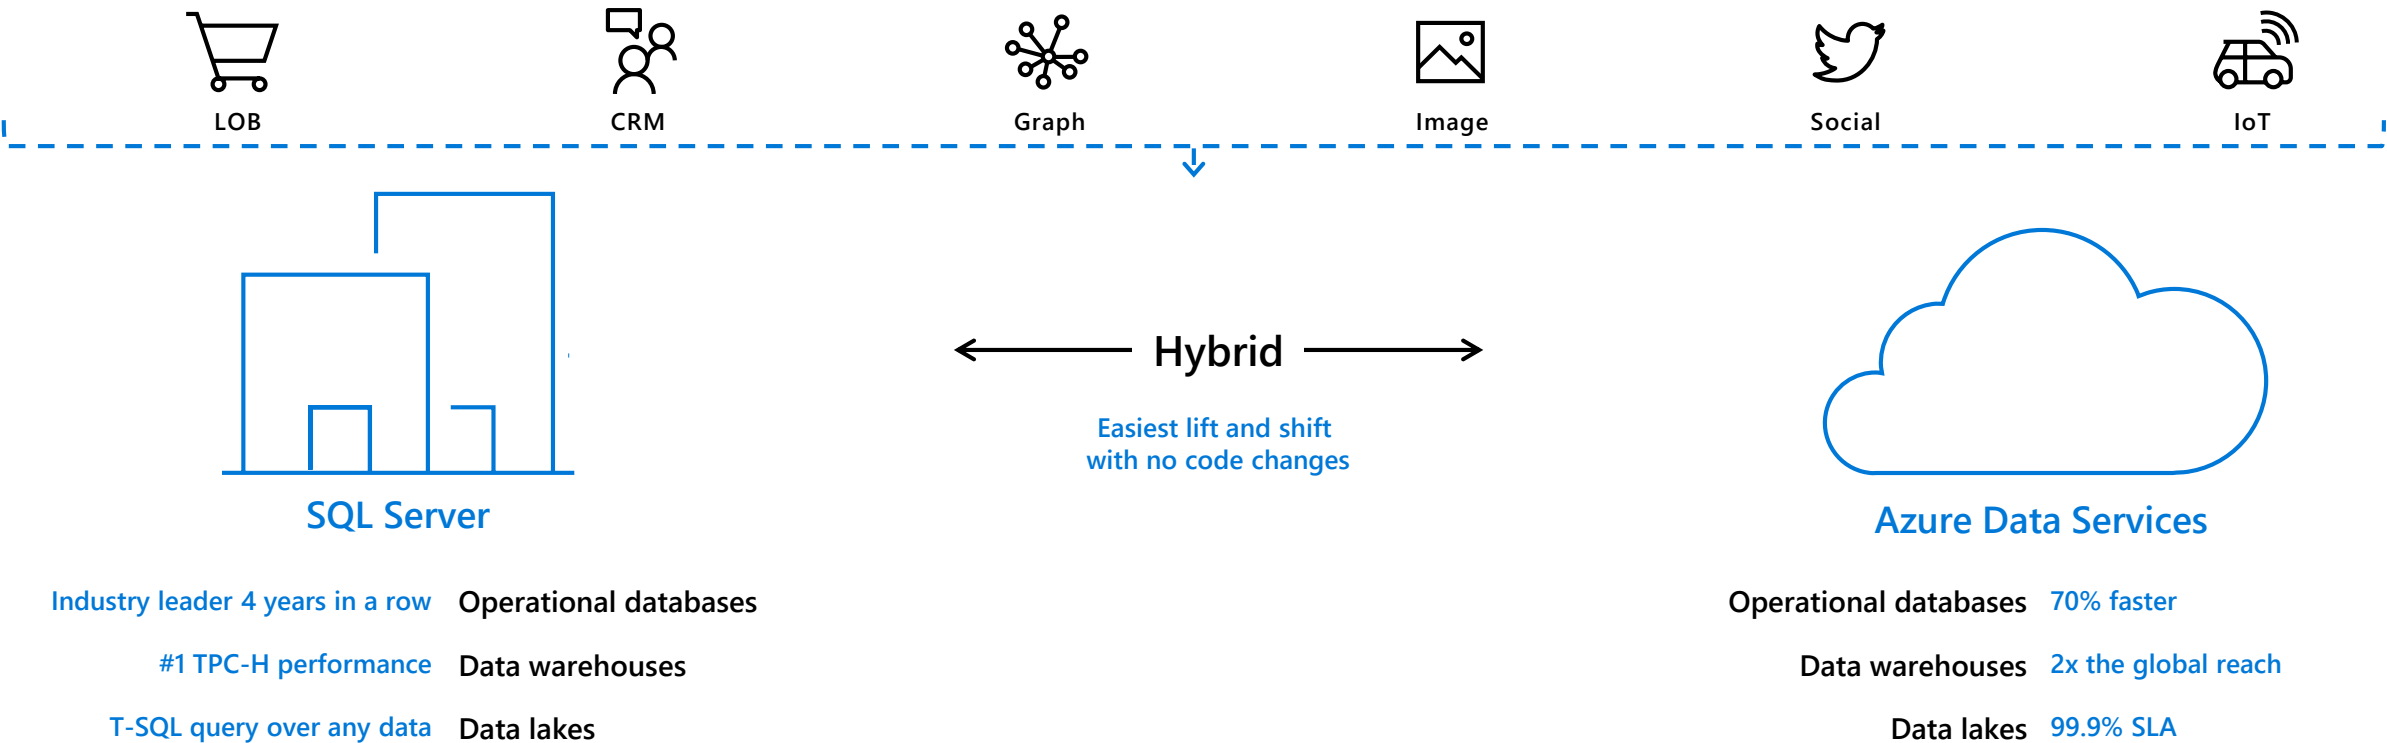 LOB
CRM
Graph
Image
Social
IoT
Hybrid
Easiest lift and shift
with no code changes
SQL Server
Azure Data Services
Industry leader 4 years in a row Operational databases
#1 TPC-H performance Data warehouses
T-SQL query over any data Data lakes
Operational databases 70% faster
Data warehouses 2x the global reach
Data lakes 99.9% SLA